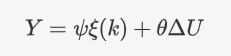 Y = ψξ(k) + θΔU